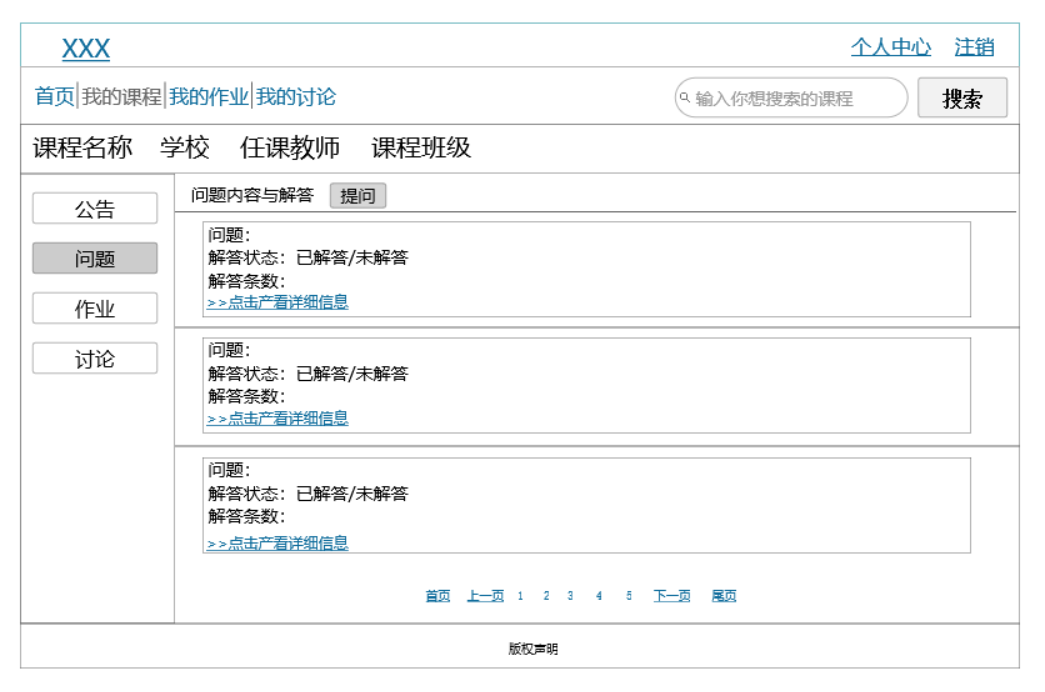 XXX 个人中心 注销
首页|我的课程|我的作业|我的讨论 输入你想搜索的课程 搜索
课程名称 学校 任课教师 课程班级
公告
问题
作业
讨论
问题内容与解答 提问
问题：
解答状态：已解答/未解答
解答条数：
>>点击产看详细信息
问题：
解答状态：已解答/未解答
解答条数：
>>点击产看详细信息
问题：
解答状态：已解答/未解答
解答条数：
>>点击产看详细信息
首页 上一页 1 2 3 4 5 下一页 尾页
版权声明